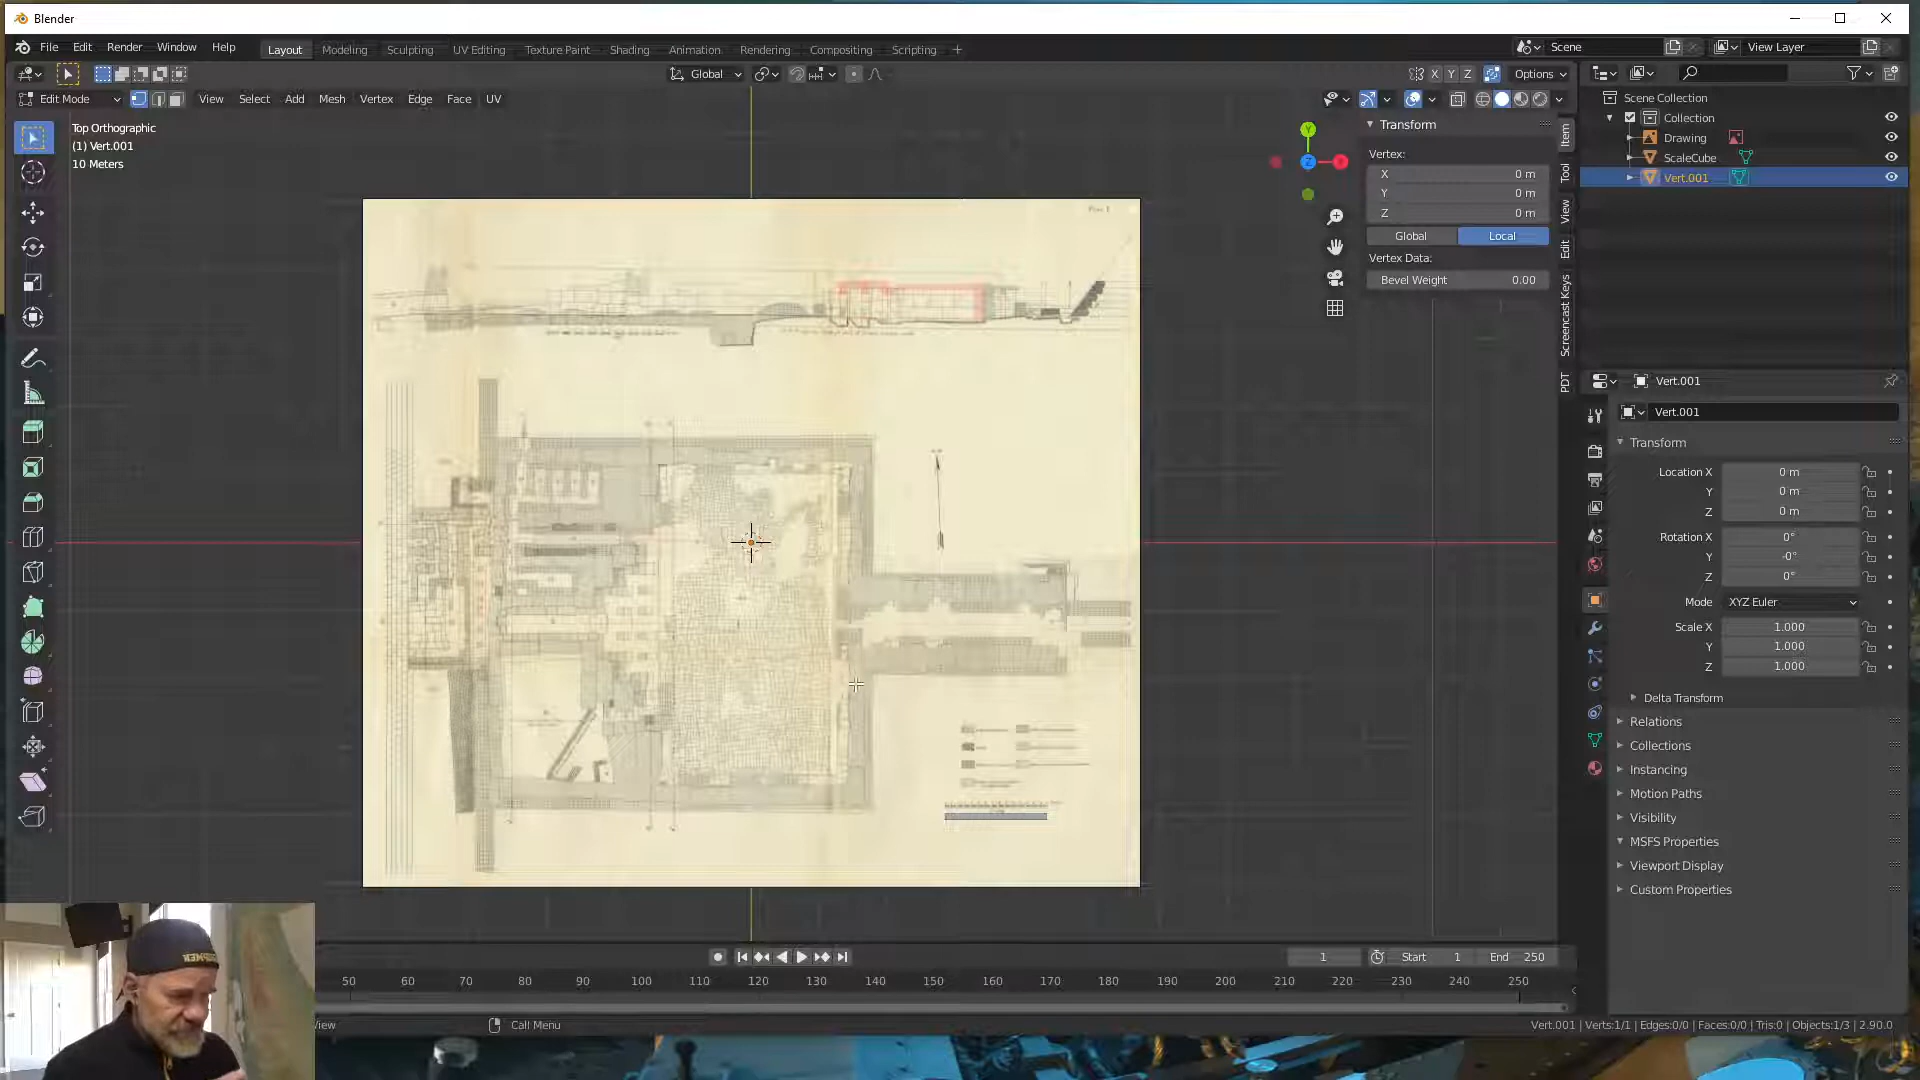 Blender
File Edit Render Window Help Layout Modeling Sculpting UV Editing Texture Paint Shading Animation Rendering Compositing Scripting + Scene View Layer
Global X Y Z Options
Edit Mode View Select Add Mesh Vertex Edge Face UV
Scene Collection
Collection
Drawing
ScaleCube
Vert.001
Top Orthographic
(1) Vert.001
10 Meters
Y
Z
X
Transform
Vertex:
X 0 m
Y 0 m
Z 0 m
Global Local
Vertex Data:
Bevel Weight 0.00
Item
Tool
View
Edit
Screencast Keys
PDT
Vert.001
Vert.001
Transform
Location X 0 m
Y 0 m
Z 0 m
Rotation X 0°
Y -0°
Z 0°
Mode XYZ Euler
Scale X 1.000
Y 1.000
Z 1.000
Delta Transform
Relations
Collections
Instancing
Motion Paths
Visibility
MSFS Properties
Viewport Display
Custom Properties
1 Start 1 End 250
50 60 70 80 90 100 110 120 130 140 150 160 170 180 190 200 210 220 230 240 250
View Call Menu
Vert.001 | Verts:1/1 | Edges:0/0 | Faces:0/0 | Tris:0 | Objects:1/3 | 2.90.0